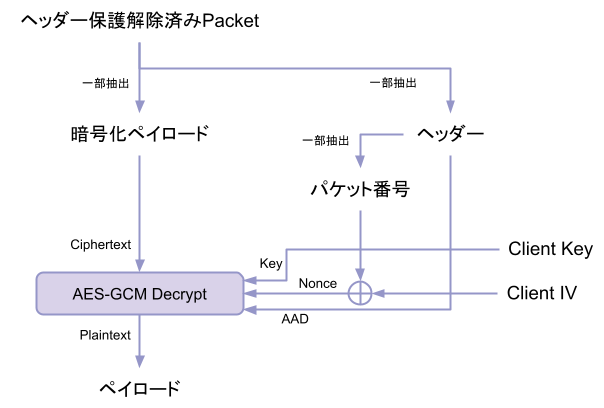 ヘッダー保護解除済みPacket
一部抽出
一部抽出
暗号化ペイロード
ヘッダー
一部抽出
パケット番号
Ciphertext
Key
Client Key
AES-GCM Decrypt
Nonce
Client IV
AAD
Plaintext
ペイロード